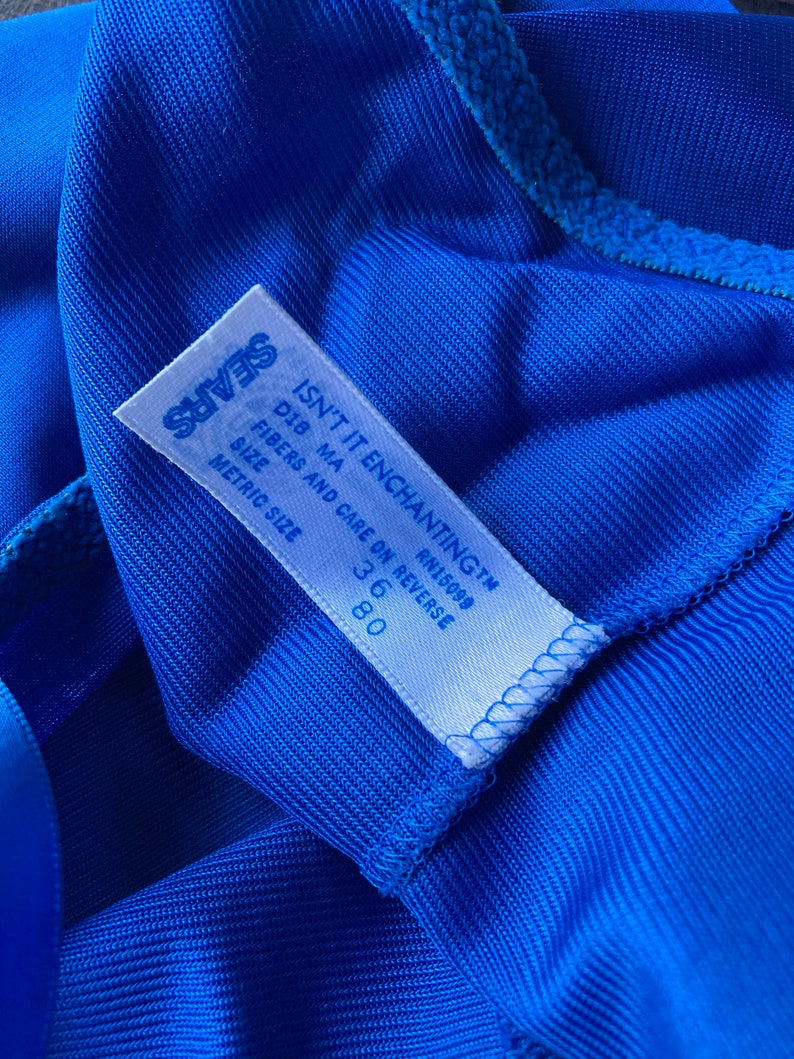 SEARS
ISN'T IT ENCHANTING™
D18 MA RN15099
FIBERS AND CARE ON REVERSE
SIZE 36
METRIC SIZE 80